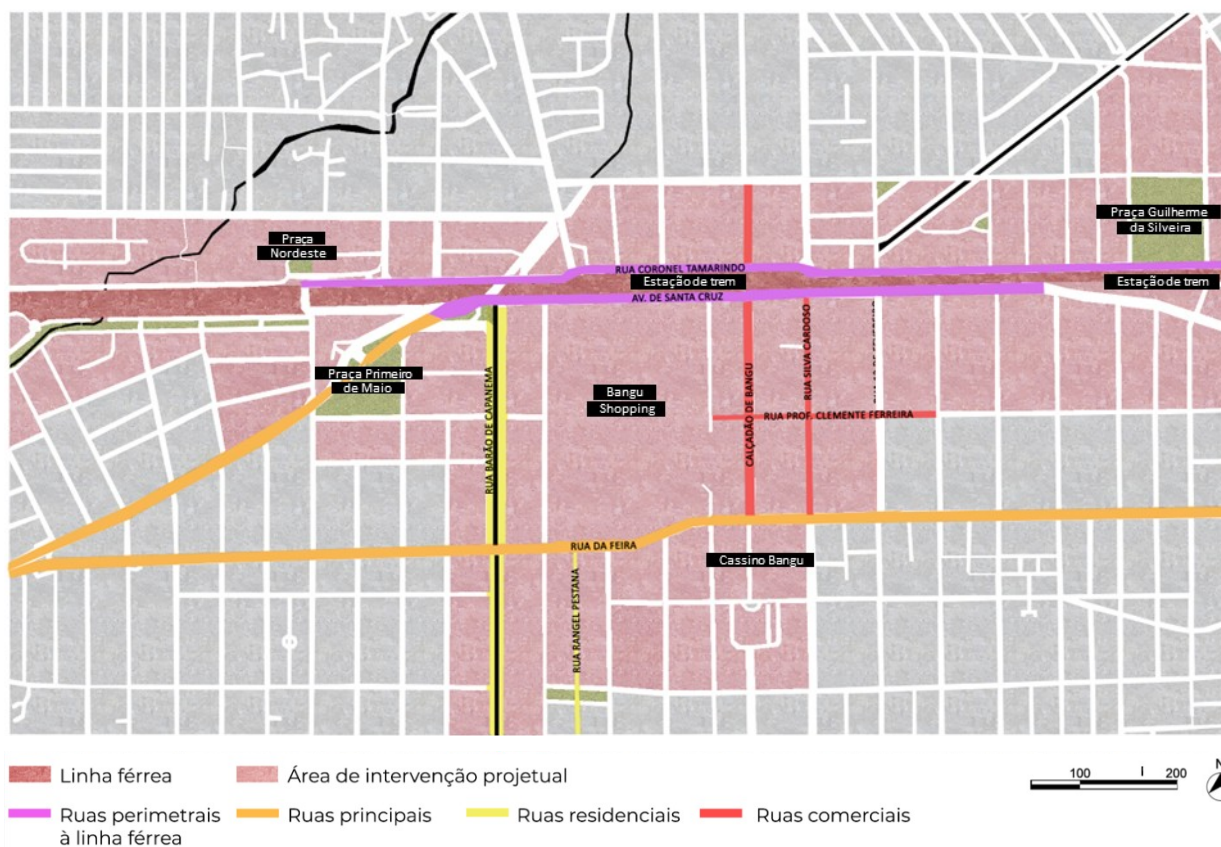 Praça
Nordeste
Praça Guilherme
da Silveira
RUA CORONEL TAMARINDO
Estação de trem
Estação de trem
AV. DE SANTA CRUZ
Praça Primeiro
de Maio
RUA BARÃO DE CAPANEMA
Bangu
Shopping
CALÇADÃO DE BANGU
RUA SILVA CARDOSO
RUA PROF. CLEMENTE FERREIRA
RUA DA FEIRA
Cassino Bangu
RUA RANGEL PESTANA
Linha férrea
Área de intervenção projetual
100
200
N
Ruas perimetrais
à linha férrea
Ruas principais
Ruas residenciais
Ruas comerciais